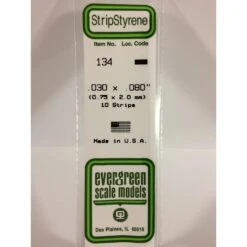 StripStyrene
Item No. Loc. Code
134
.030 x .080"
(0.75 x 2.0 mm)
10 Strips
Made in U.S.A.
evergreen
scale models
Des Plaines, IL 60018